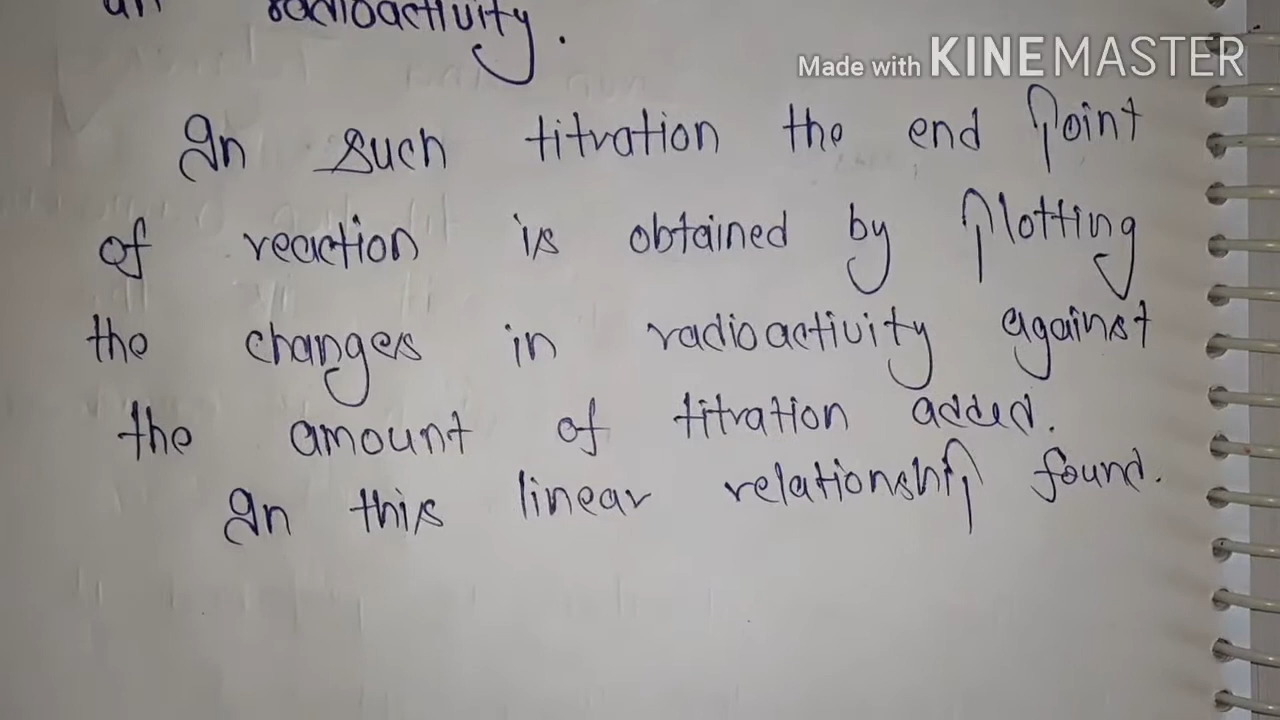 radioactivity.
Made with KINEMASTER
In such titration the end point
of reaction is obtained by plotting
the changes in radioactivity against
the amount of titration added.
In this linear relationship found.